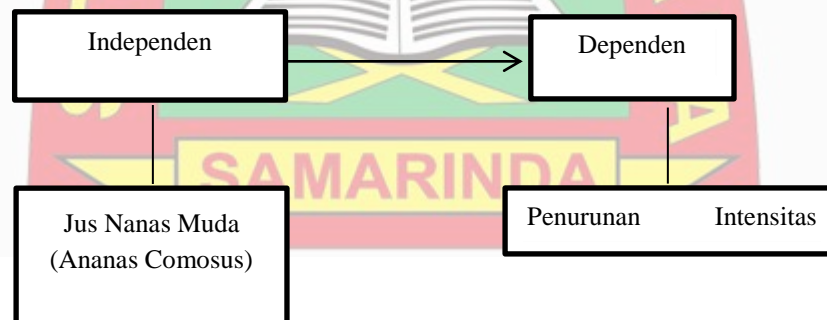 Independen
Dependen
SAMARINDA
Jus Nanas Muda
(Ananas Comosus)
Penurunan Intensitas